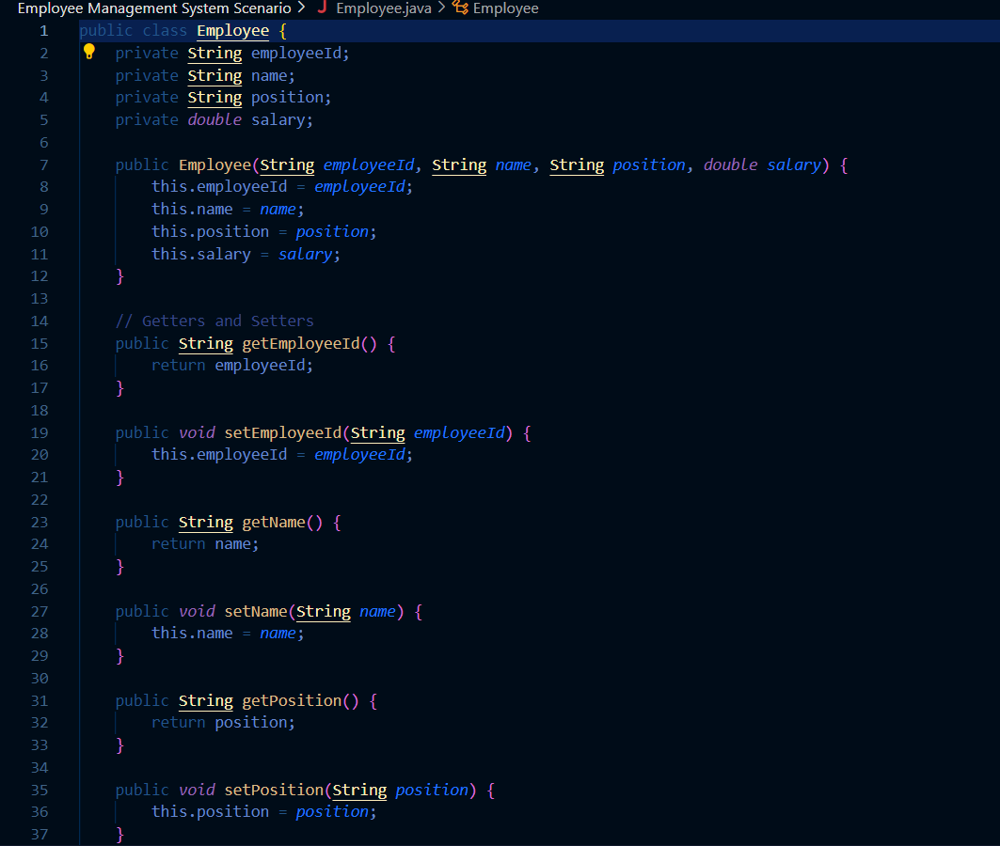 Employee Management System Scenario > J Employee.java > Employee
1 public class Employee {
2     private String employeeId;
3     private String name;
4     private String position;
5     private double salary;
6
7     public Employee(String employeeId, String name, String position, double salary) {
8         this.employeeId = employeeId;
9         this.name = name;
10         this.position = position;
11         this.salary = salary;
12     }
13
14     // Getters and Setters
15     public String getEmployeeId() {
16         return employeeId;
17     }
18
19     public void setEmployeeId(String employeeId) {
20         this.employeeId = employeeId;
21     }
22
23     public String getName() {
24         return name;
25     }
26
27     public void setName(String name) {
28         this.name = name;
29     }
30
31     public String getPosition() {
32         return position;
33     }
34
35     public void setPosition(String position) {
36         this.position = position;
37     }